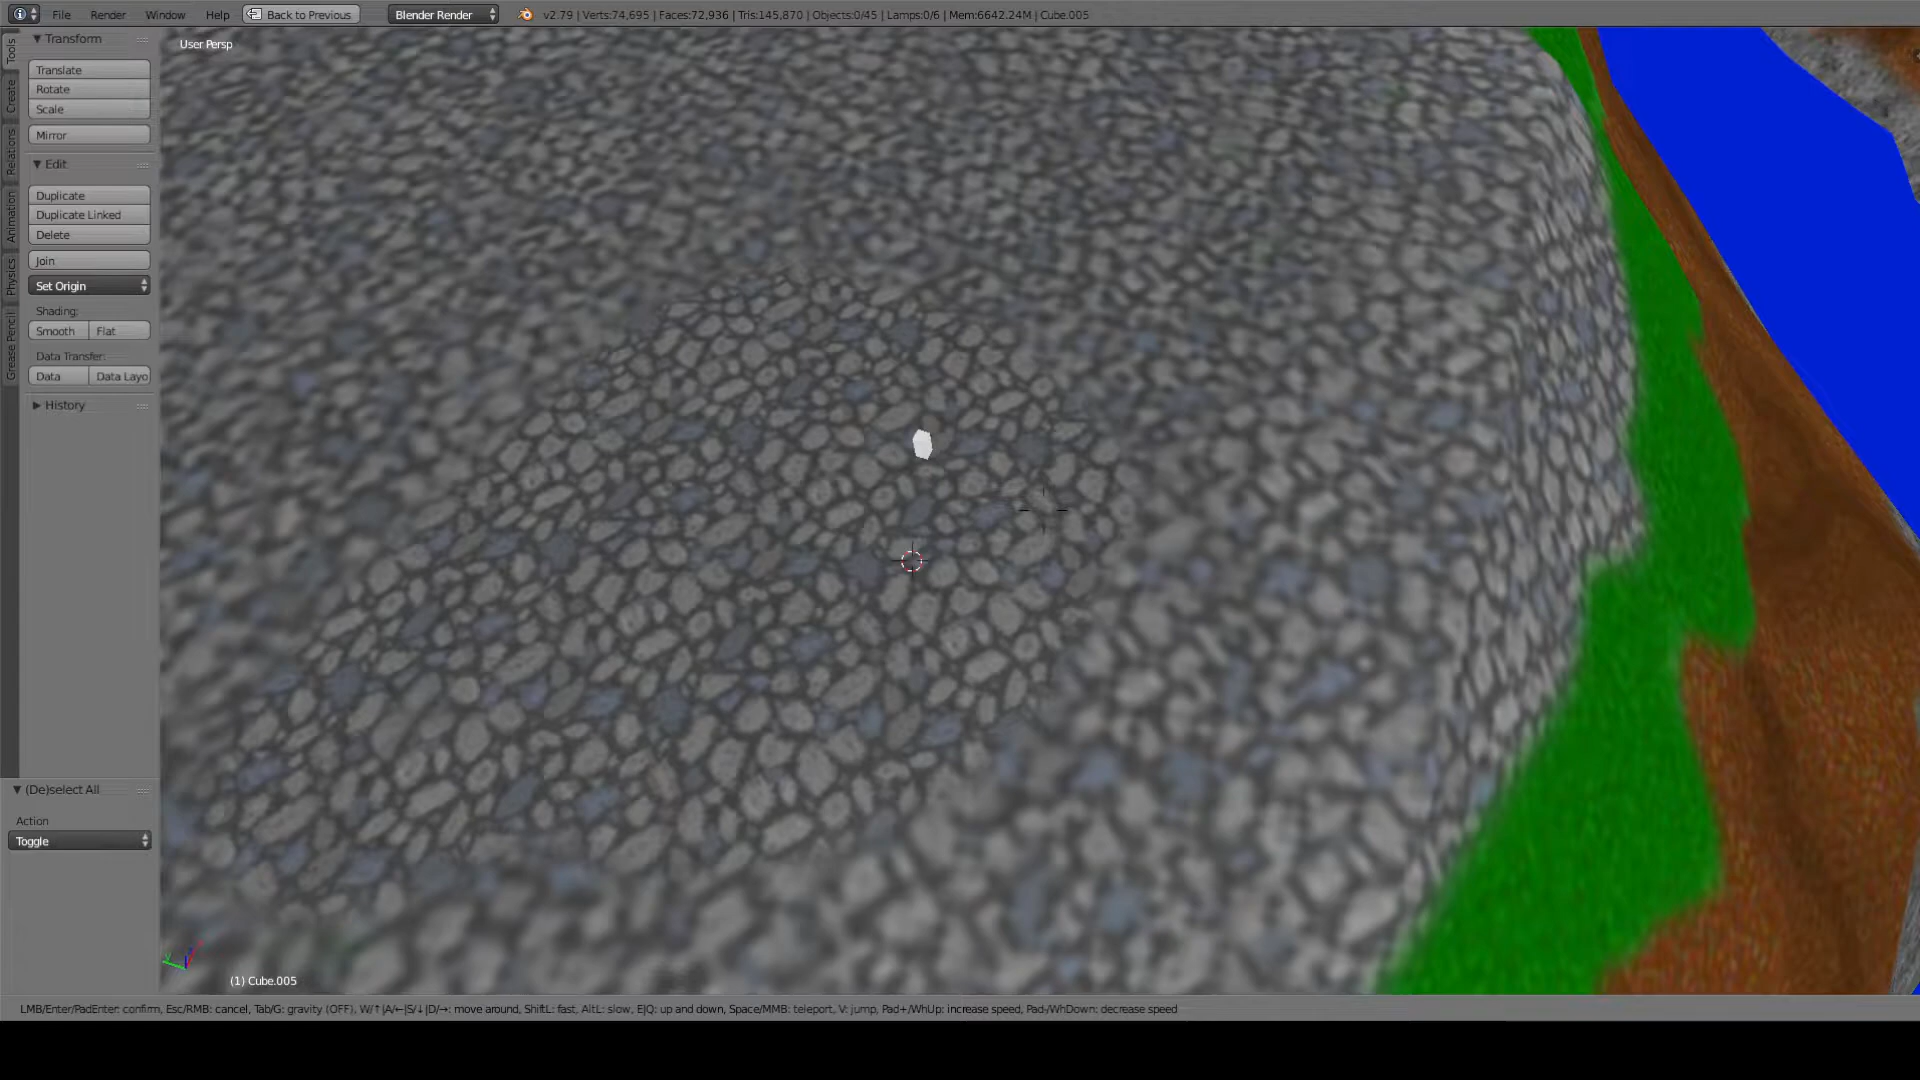 File Render Window Help Back to Previous Blender Render v2.79 | Verts:74,695 | Faces:72,936 | Tris:145,870 | Objects:0/45 | Lamps:0/6 | Mem:6642.24M | Cube.005
Tools
Create
Relations
Animation
Physics
Grease Pencil
Transform
Translate
Rotate
Scale
Mirror
Edit
Duplicate
Duplicate Linked
Delete
Join
Set Origin
Shading:
Smooth Flat
Data Transfer:
Data Data Layo
History
(De)select All
Action
Toggle
User Persp
(1) Cube.005
LMB/Enter/PadEnter: confirm, Esc/RMB: cancel, Tab/G: gravity (OFF), W/↑|A/←|S/↓|D/→: move around, ShiftL: fast, AltL: slow, E|Q: up and down, Space/MMB: teleport, V: jump, Pad+/WhUp: increase speed, Pad-/WhDown: decrease speed